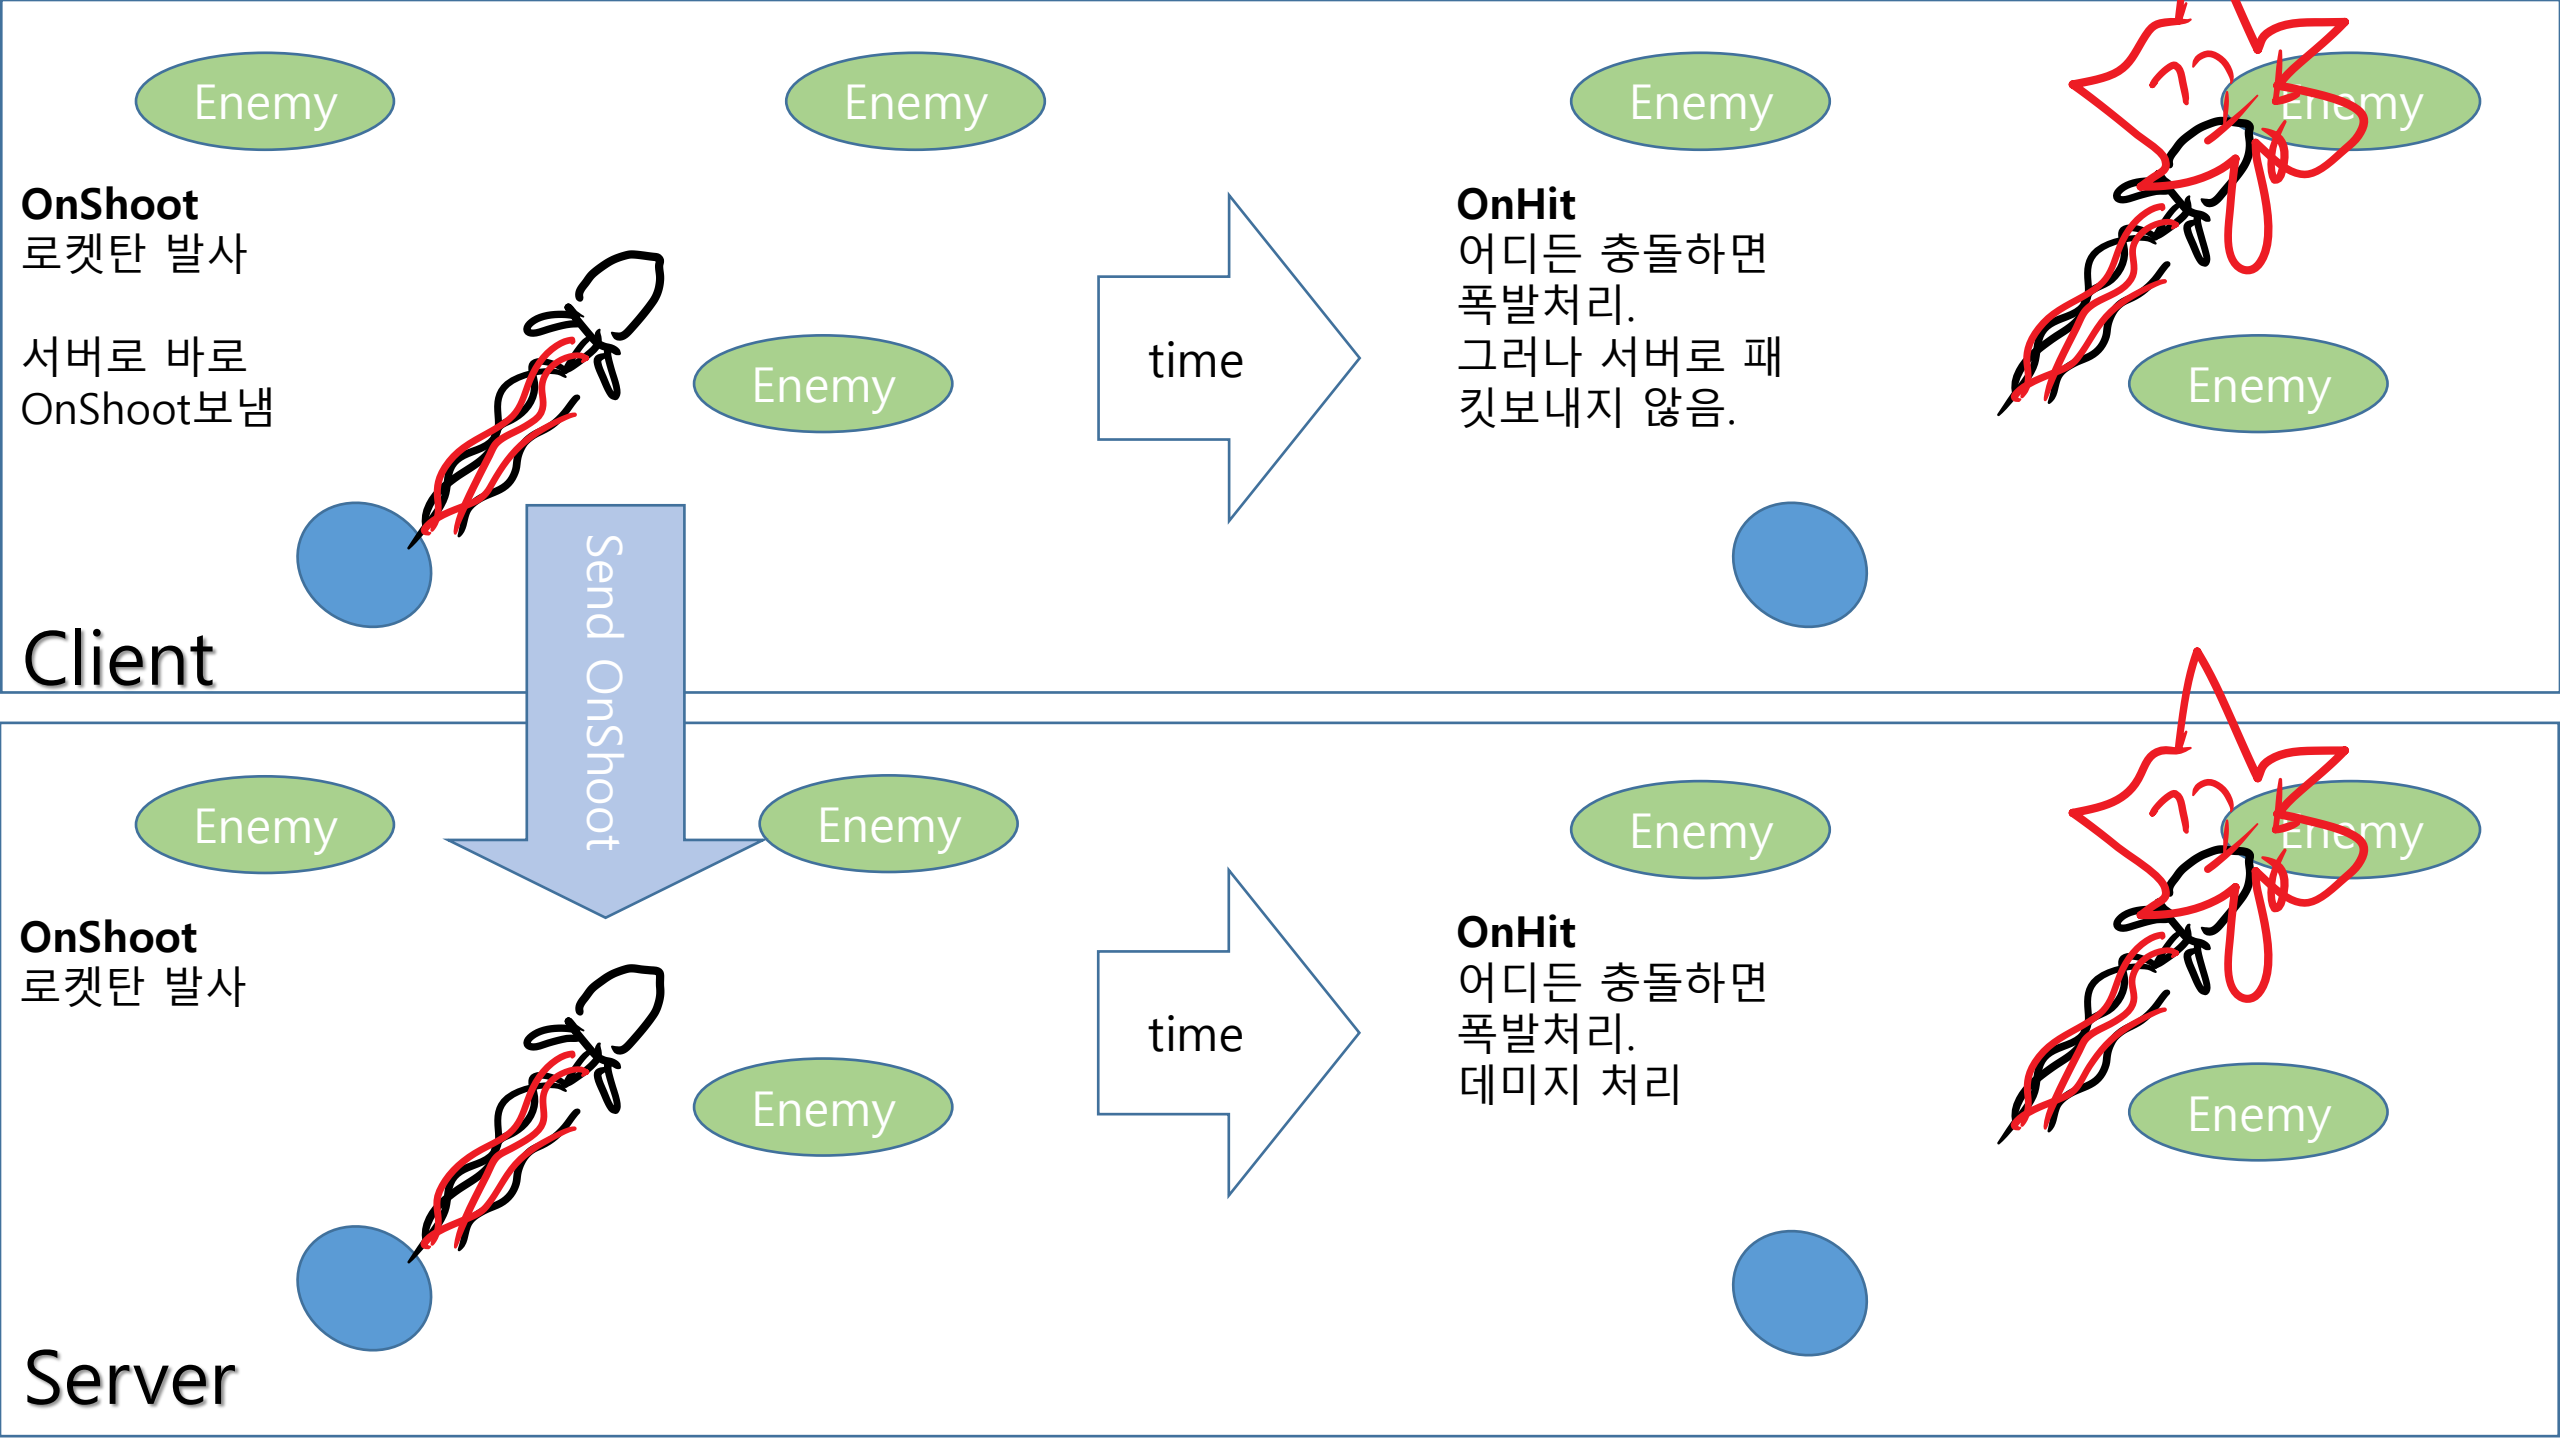 Enemy
Enemy
Enemy
Enemy
OnShoot
로켓탄 발사
서버로 바로
OnShoot보냄
Enemy
time
OnHit
어디든 충돌하면
폭발처리.
그러나 서버로 패
킷보내지 않음.
Enemy
Send OnShoot
Client
Enemy
Enemy
Enemy
Enemy
OnShoot
로켓탄 발사
Enemy
time
OnHit
어디든 충돌하면
폭발처리.
데미지 처리
Enemy
Server